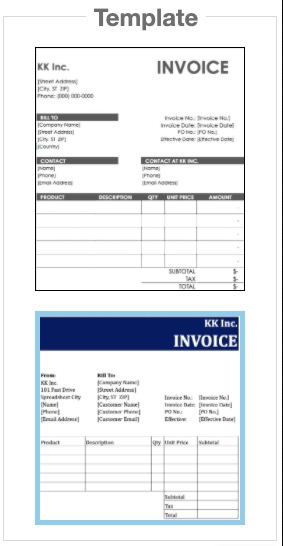 Template
KK Inc.
INVOICE
[Street Address]
[City, ST ZIP]
Phone: (000) 000-0000
BILL TO
[Company Name]
[Street Address]
[City, ST ZIP]
[Country]
Invoice No.: [Invoice No.]
Invoice Date: [Invoice Date]
PO No.: [PO No.]
Effective Date: [Effective Date]
CONTACT
[Name]
[Phone]
[Email Address]
CONTACT AT KK INC.
[Name]
[Phone]
[Email Address]
PRODUCT DESCRIPTION QTY UNIT PRICE AMOUNT
-
-
-
-
SUBTOTAL $-
TAX $-
TOTAL $-
KK Inc.
INVOICE
From:
KK Inc.
101 Fast Drive
Spreadsheet City
[Name]
[Phone]
[Email Address]
Bill To:
[Company Name]
[Street Address]
[City, ST ZIP]
[Customer Name]
[Customer Phone]
[Customer Email]
Invoice No.: [Invoice No.]
Invoice Date: [Invoice Date]
PO No.: [PO No.]
Effective: [Effective Date]
Product Description Qty Unit Price Subtotal
Subtotal
Tax
Total